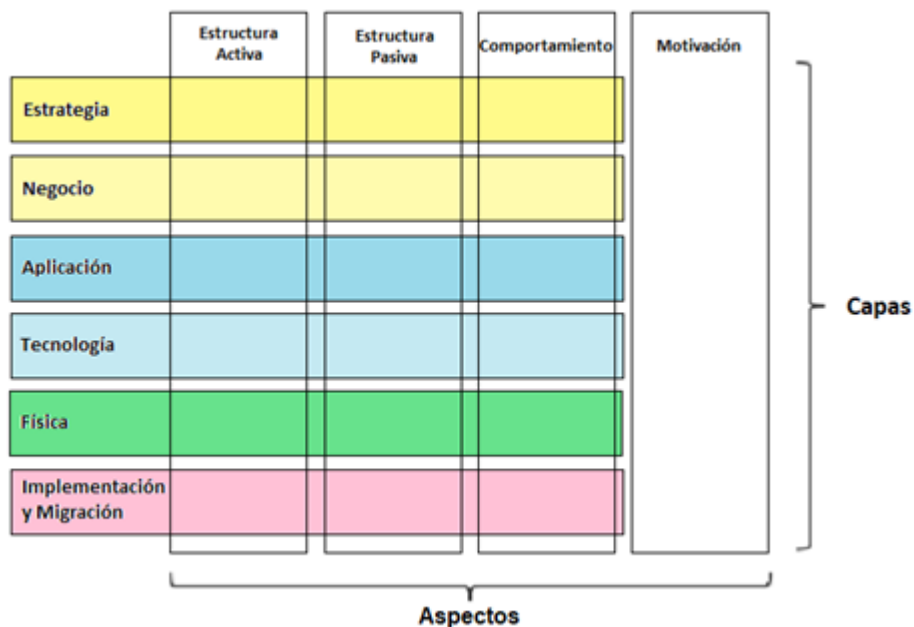 Estructura
Activa
Estructura
Pasiva
Comportamiento
Motivación
Estrategia
Negocio
Aplicación
Tecnología
Física
Implementación
y Migración
Capas
Aspectos